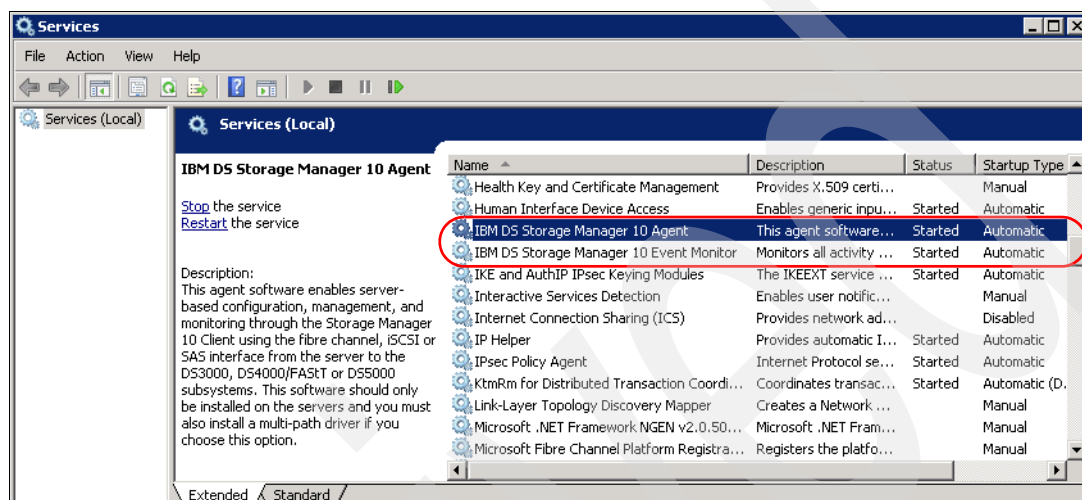 Services
File Action View Help
Services (Local)
Services (Local)
IBM DS Storage Manager 10 Agent
Stop the service
Restart the service
Description:
This agent software enables server-
based configuration, management, and
monitoring through the Storage Manager
10 Client using the fibre channel, iSCSI or
SAS interface from the server to the
DS3000, DS4000/FAStT or DS5000
subsystems. This software should only
be installed on the servers and you must
also install a multi-path driver if you
choose this option.
Name Description Status Startup Type
Health Key and Certificate Management Provides X.509 certi... Manual
Human Interface Device Access Enables generic inpu... Started Automatic
IBM DS Storage Manager 10 Agent This agent software... Started Automatic
IBM DS Storage Manager 10 Event Monitor Monitors all activity ... Started Automatic
IKE and AuthIP IPsec Keying Modules The IKEEXT service ... Started Automatic
Interactive Services Detection Enables user notific... Manual
Internet Connection Sharing (ICS) Provides network ad... Disabled
IP Helper Provides automatic I... Started Automatic
IPsec Policy Agent Internet Protocol se... Started Automatic
KtmRm for Distributed Transaction Coordi... Coordinates transac... Started Automatic (D.
Link-Layer Topology Discovery Mapper Creates a Network ... Manual
Microsoft .NET Framework NGEN v2.0.50... Microsoft .NET Fram... Manual
Microsoft Fibre Channel Platform Registra... Registers the platfo... Manual
Extended Standard